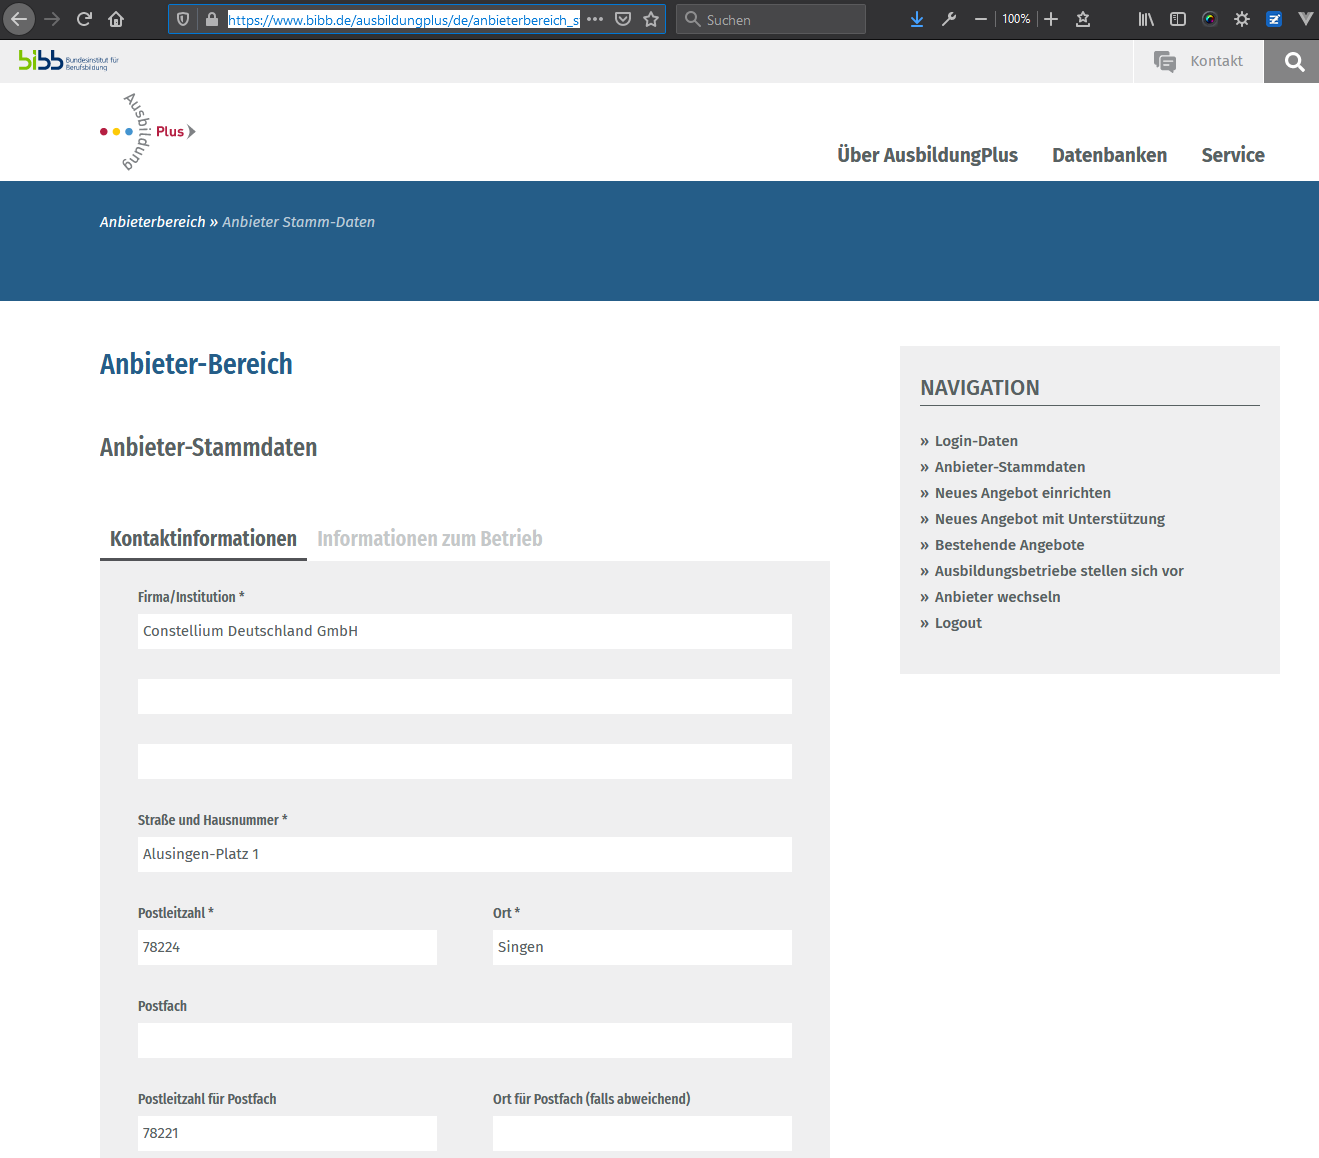 https://www.bibb.de/ausbildungplus/de/anbieterbereich_s
Suchen
100%
bibb Bundesinstitut für Berufsbildung
Kontakt
Ausbildung Plus
Über AusbildungPlus Datenbanken Service
Anbieterbereich » Anbieter Stamm-Daten
Anbieter-Bereich
Anbieter-Stammdaten
Kontaktinformationen Informationen zum Betrieb
Firma/Institution *
Constellium Deutschland GmbH
Straße und Hausnummer *
Alusingen-Platz 1
Postleitzahl * Ort *
78224 Singen
Postfach
Postleitzahl für Postfach Ort für Postfach (falls abweichend)
78221
NAVIGATION
» Login-Daten
» Anbieter-Stammdaten
» Neues Angebot einrichten
» Neues Angebot mit Unterstützung
» Bestehende Angebote
» Ausbildungsbetriebe stellen sich vor
» Anbieter wechseln
» Logout